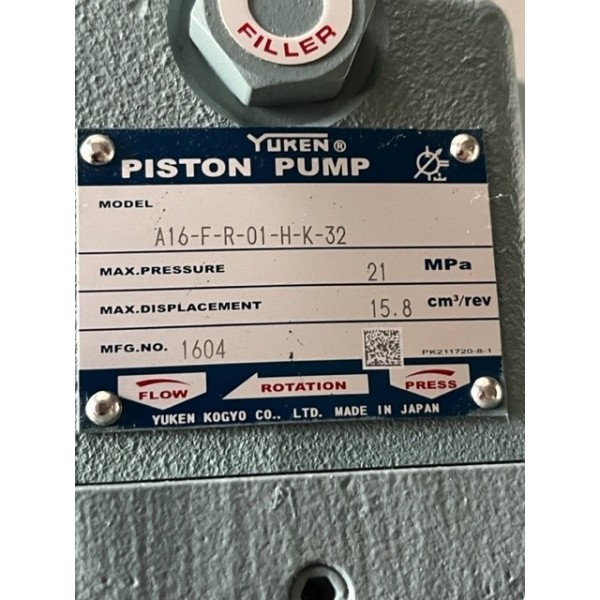 FILLER
YUKEN®
PISTON PUMP
MODEL
A16-F-R-01-H-K-32
MAX.PRESSURE 21 MPa
MAX.DISPLACEMENT 15.8 cm³/rev
MFG.NO. 1604
PK211720-8-1
FLOW ROTATION PRESS
YUKEN KOGYO CO., LTD. MADE IN JAPAN